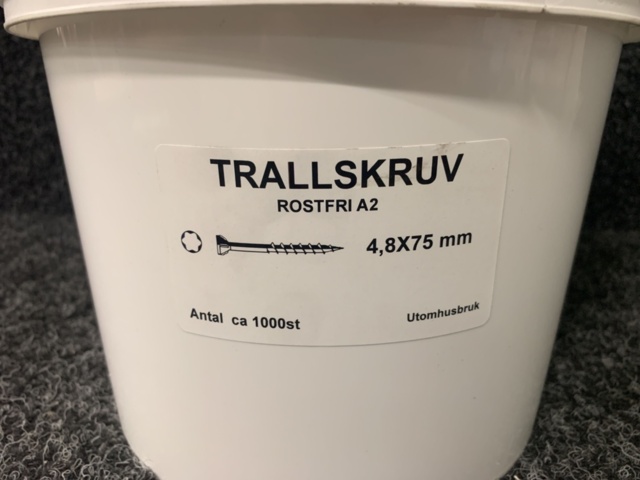 TRALLSKRUV
ROSTFRI A2
4,8X75 mm
Antal ca 1000st
Utomhusbruk